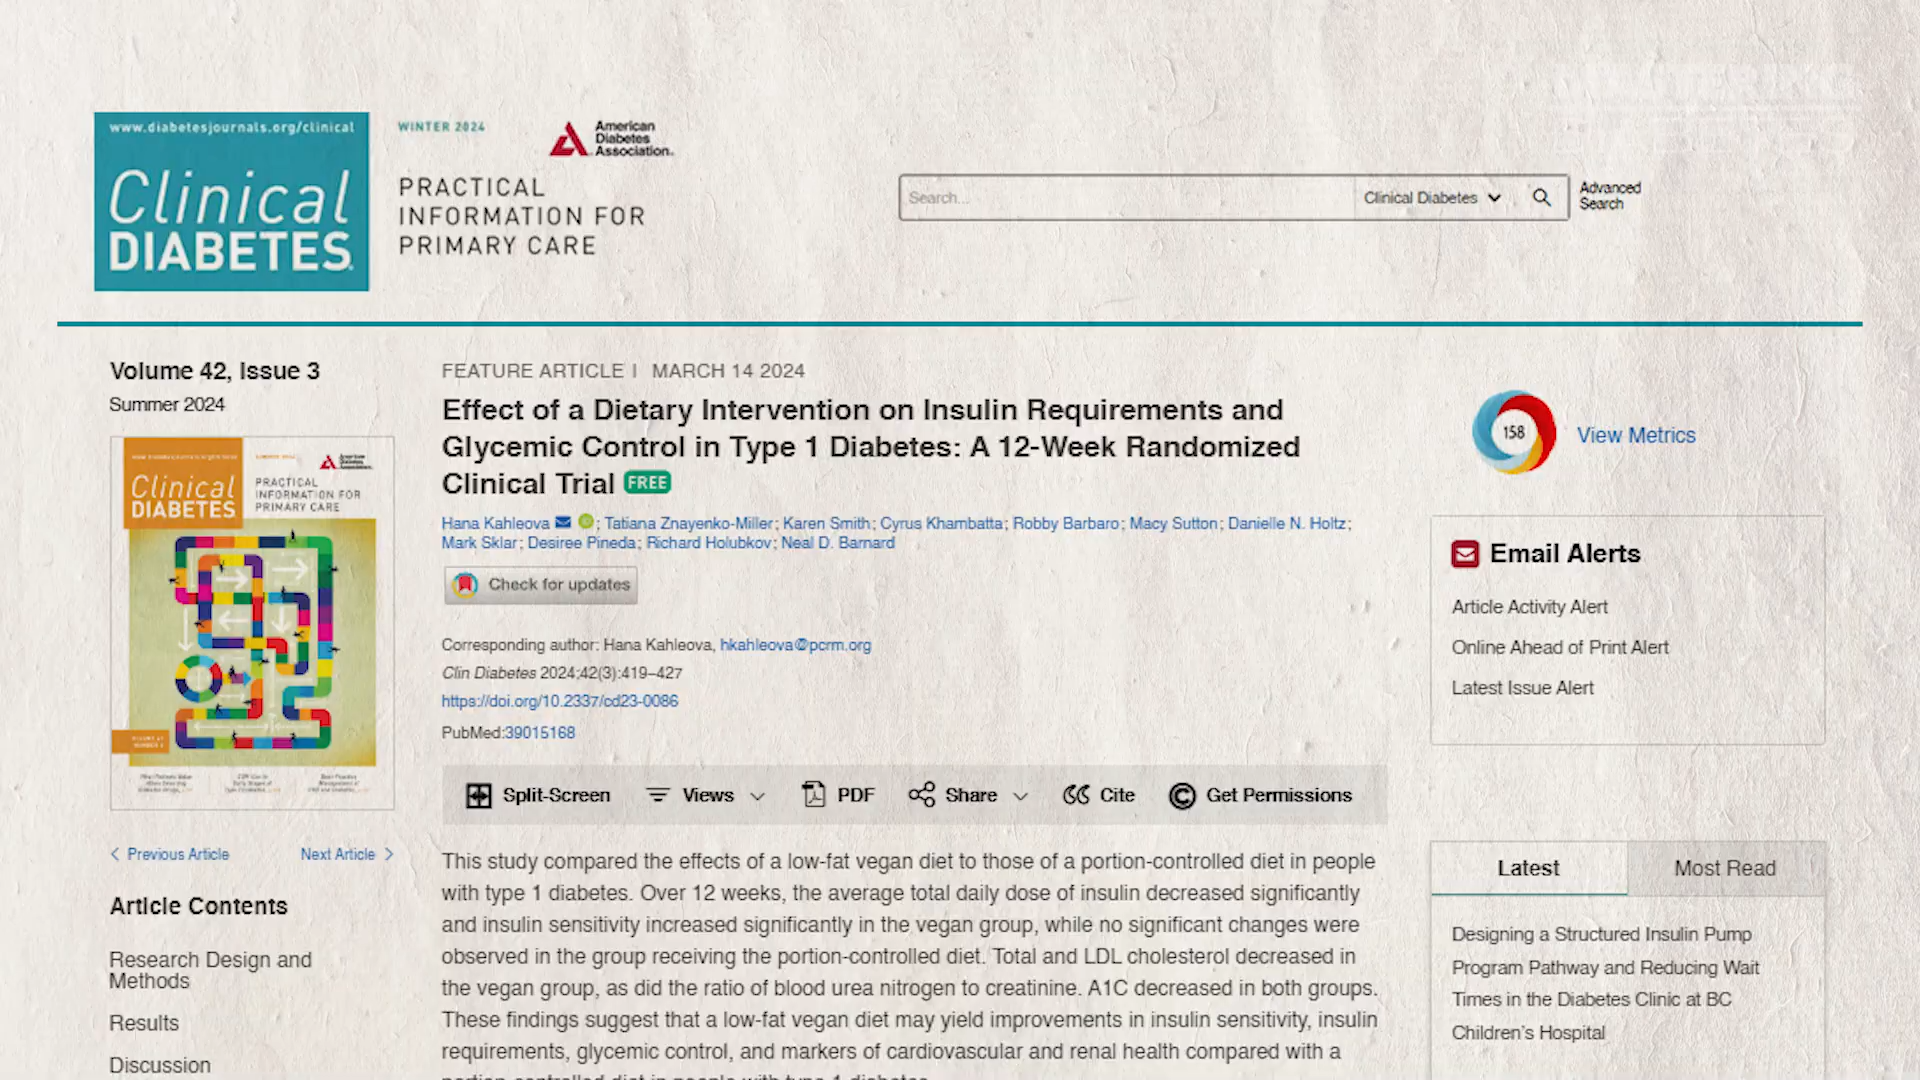 www.diabetesjournals.org/clinical
Clinical
DIABETES
WINTER 2024
American
Diabetes
Association.
PRACTICAL
INFORMATION FOR
PRIMARY CARE
Search...
Clinical Diabetes
Advanced
Search
Volume 42, Issue 3
Summer 2024
Clinical
DIABETES
PRACTICAL
INFORMATION FOR
PRIMARY CARE
Previous Article
Next Article
Article Contents
Research Design and
Methods
Results
Discussion
FEATURE ARTICLE | MARCH 14 2024
Effect of a Dietary Intervention on Insulin Requirements and
Glycemic Control in Type 1 Diabetes: A 12-Week Randomized
Clinical Trial FREE
Hana Kahleova ; Tatiana Znayenko-Miller; Karen Smith; Cyrus Khambatta; Robby Barbaro; Macy Sutton; Danielle N. Holtz;
Mark Sklar; Desiree Pineda; Richard Holubkov; Neal D. Barnard
Check for updates
Corresponding author: Hana Kahleova, hkahleova@pcrm.org
Clin Diabetes 2024;42(3):419–427
https://doi.org/10.2337/cd23-0086
PubMed:39015168
Split-Screen
Views
PDF
Share
Cite
Get Permissions
This study compared the effects of a low-fat vegan diet to those of a portion-controlled diet in people
with type 1 diabetes. Over 12 weeks, the average total daily dose of insulin decreased significantly
and insulin sensitivity increased significantly in the vegan group, while no significant changes were
observed in the group receiving the portion-controlled diet. Total and LDL cholesterol decreased in
the vegan group, as did the ratio of blood urea nitrogen to creatinine. A1C decreased in both groups.
These findings suggest that a low-fat vegan diet may yield improvements in insulin sensitivity, insulin
requirements, glycemic control, and markers of cardiovascular and renal health compared with a
portion-controlled diet in people with type 1 diabetes.
158
View Metrics
Email Alerts
Article Activity Alert
Online Ahead of Print Alert
Latest Issue Alert
Latest
Most Read
Designing a Structured Insulin Pump
Program Pathway and Reducing Wait
Times in the Diabetes Clinic at BC
Children's Hospital